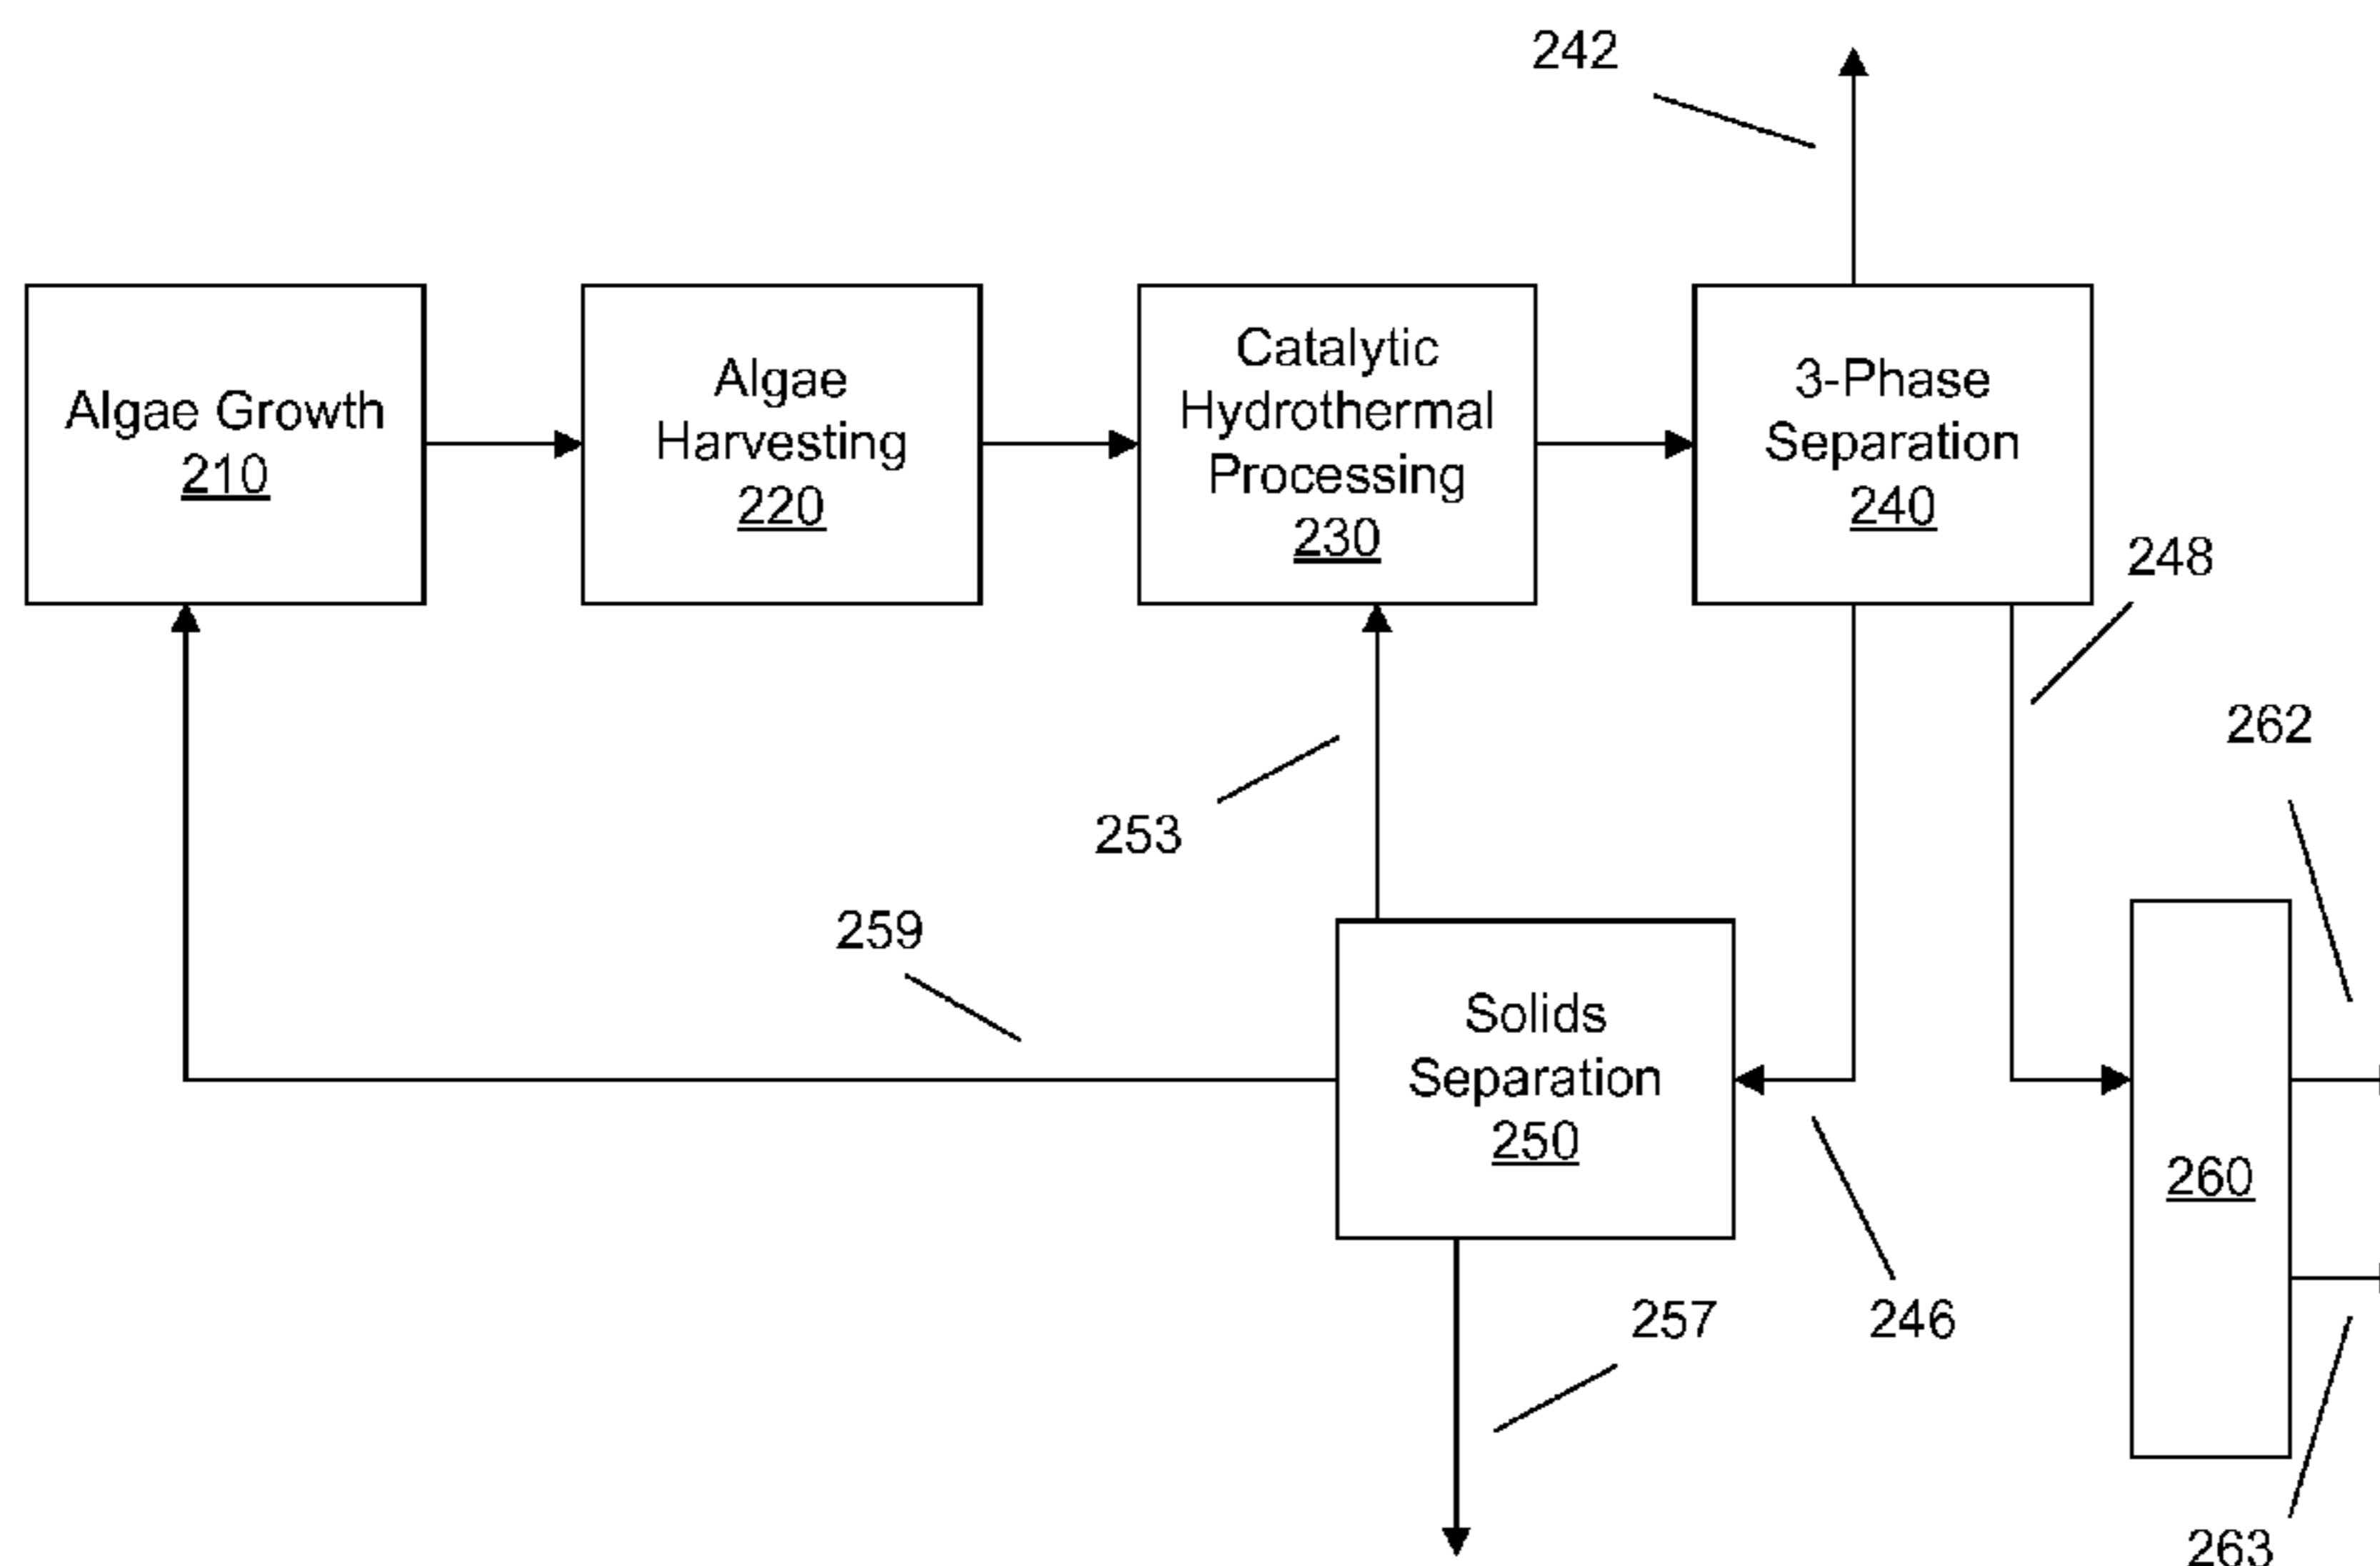 242
Algae Growth
210
Algae
Harvesting
220
Catalytic
Hydrothermal
Processing
230
3-Phase
Separation
240
248
262
253
259
Solids
Separation
250
260
257
246
263